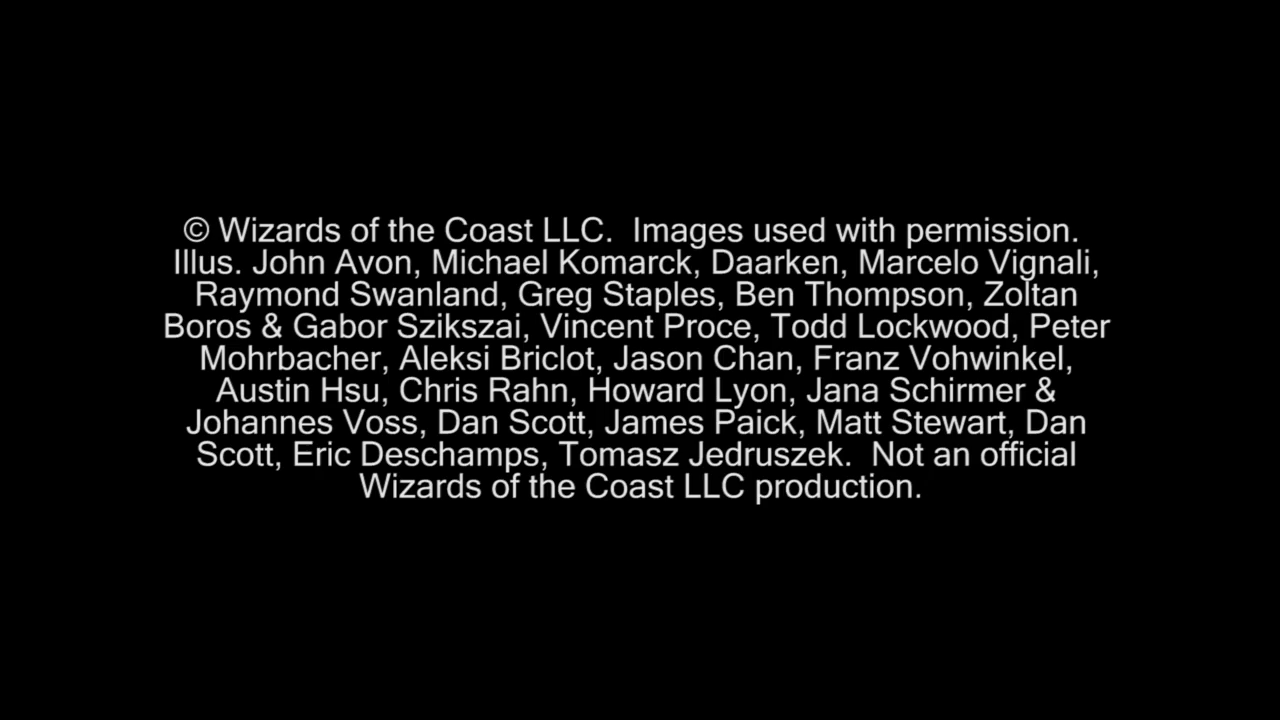 © Wizards of the Coast LLC.  Images used with permission.
Illus. John Avon, Michael Komarck, Daarken, Marcelo Vignali,
Raymond Swanland, Greg Staples, Ben Thompson, Zoltan
Boros & Gabor Szikszai, Vincent Proce, Todd Lockwood, Peter
Mohrbacher, Aleksi Briclot, Jason Chan, Franz Vohwinkel,
Austin Hsu, Chris Rahn, Howard Lyon, Jana Schirmer &
Johannes Voss, Dan Scott, James Paick, Matt Stewart, Dan
Scott, Eric Deschamps, Tomasz Jedruszek.  Not an official
Wizards of the Coast LLC production.